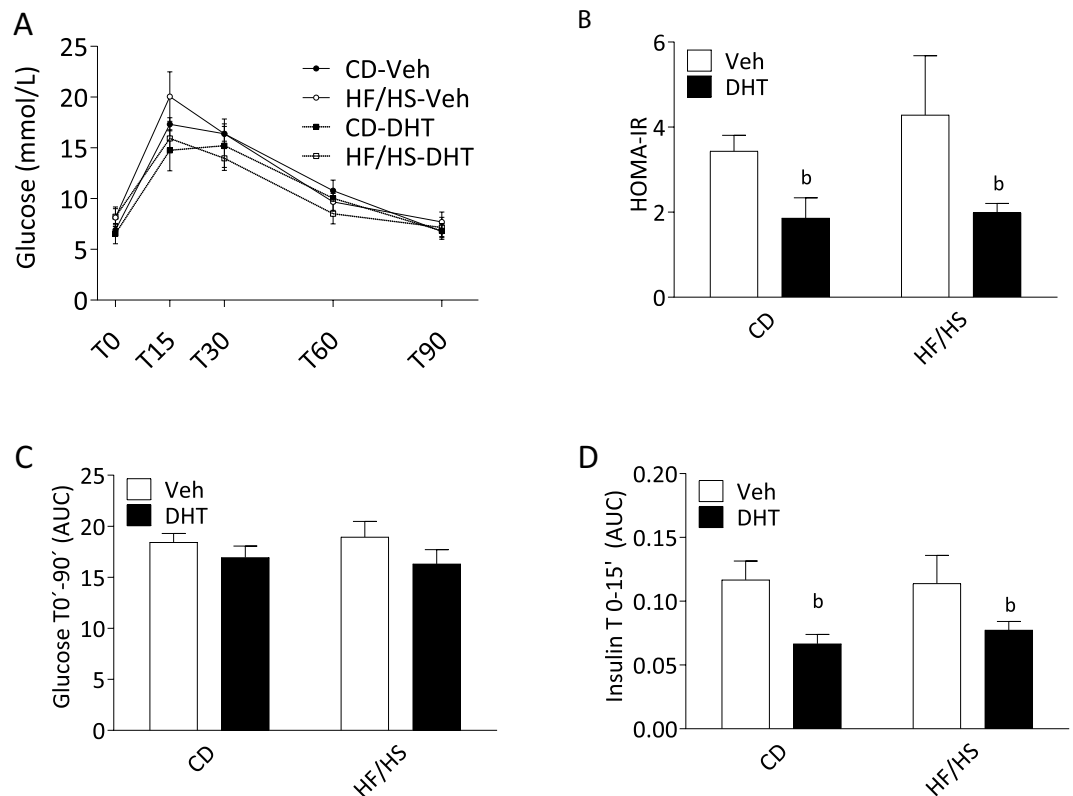 A
Glucose (mmol/L)
25
20
15
10
5
0
CD-Veh
HF/HS-Veh
CD-DHT
HF/HS-DHT
T0
T15
T30
T60
T90
B
HOMA-IR
6
4
2
0
Veh
DHT
b
b
CD
HF/HS
C
Glucose T0´-90´ (AUC)
25
20
15
10
5
0
Veh
DHT
CD
HF/HS
D
Insulin T 0-15' (AUC)
0.20
0.15
0.10
0.05
0.00
Veh
DHT
b
b
CD
HF/HS